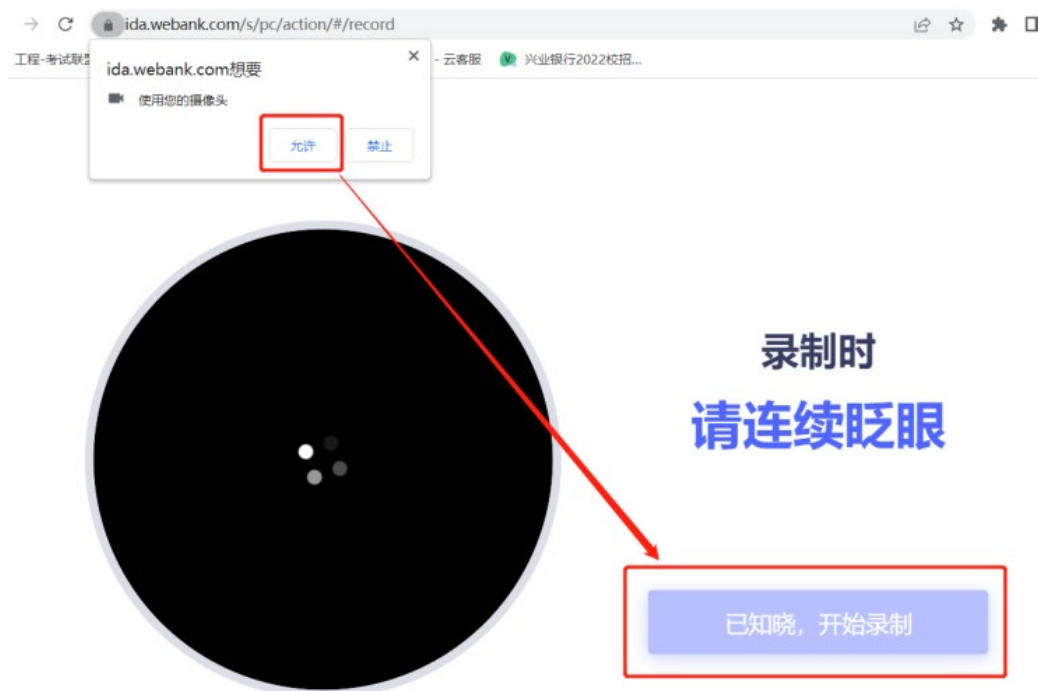 ida.webank.com/s/pc/action/#/record
工程-考试联盟
- 云客服
兴业银行2022校招...
ida.webank.com想要
使用您的摄像头
允许
禁止
录制时
请连续眨眼
已知晓，开始录制